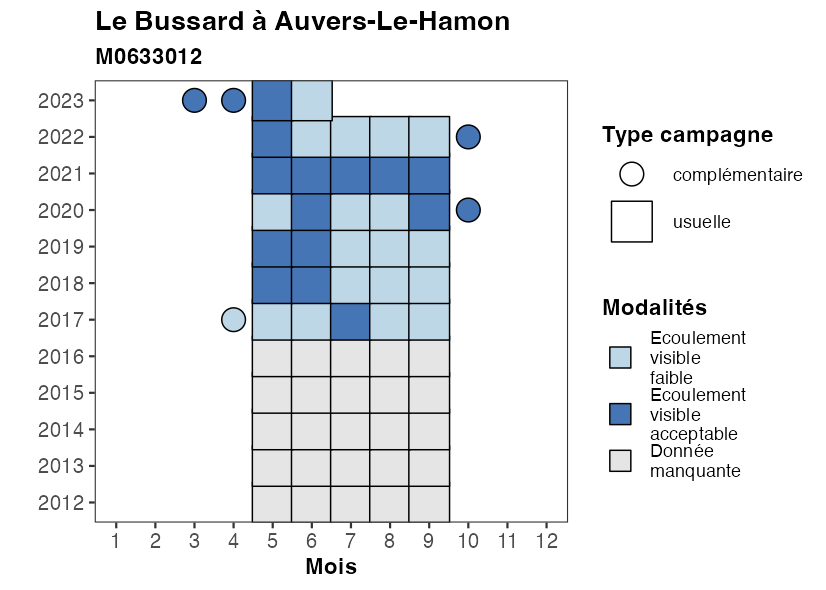 Le Bussard à Auvers-Le-Hamon
M0633012
2023
2022
2021
2020
2019
2018
2017
2016
2015
2014
2013
2012
1 2 3 4 5 6 7 8 9 10 11 12
Mois
Type campagne
complémentaire
usuelle
Modalités
Ecoulement
visible
faible
Ecoulement
visible
acceptable
Donnée
manquante